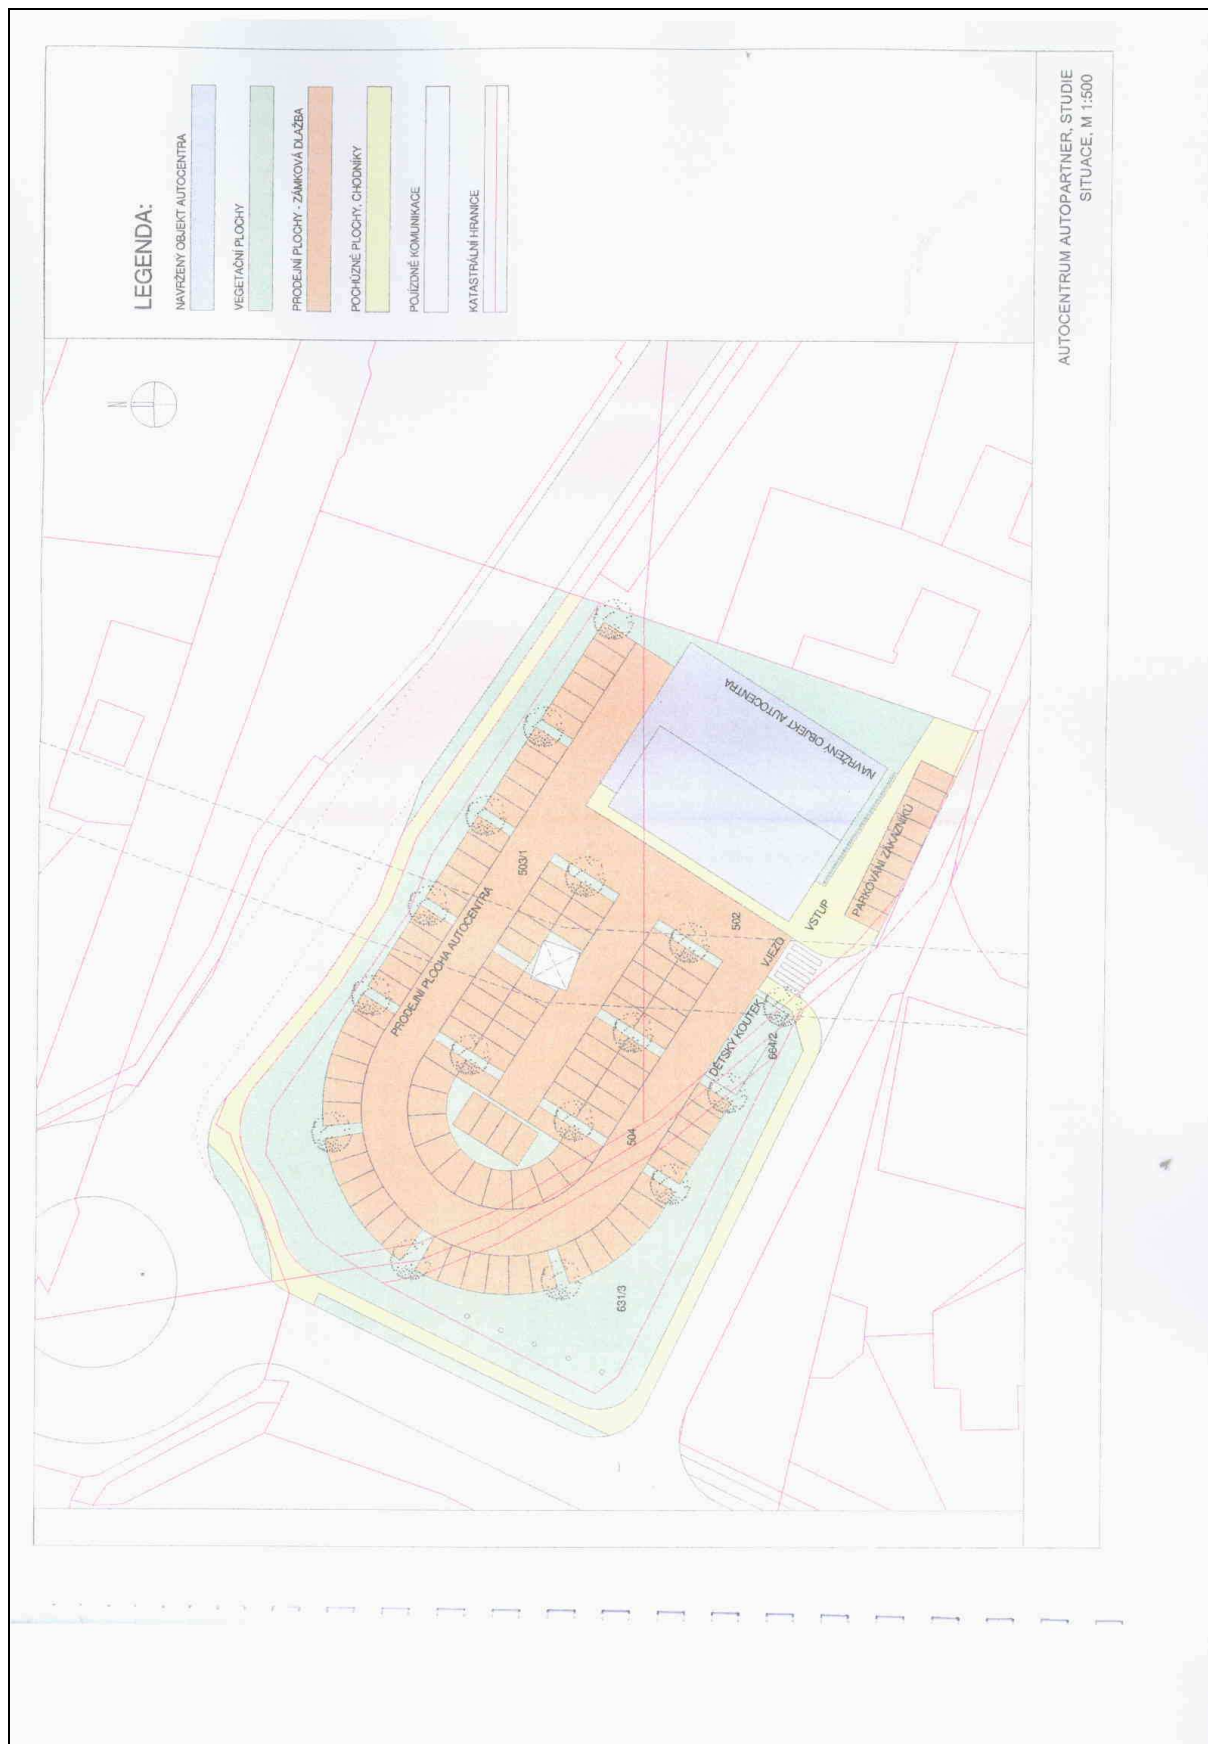 LEGENDA:
NAVRŽENÝ OBJEKT AUTOCENTRA
VEGETAČNÍ PLOCHY
PRODEJNÍ PLOCHY - ZÁMKOVÁ DLAŽBA
POCHŮZNÉ PLOCHY, CHODNÍKY
POJÍZDNÉ KOMUNIKACE
KATASTRÁLNÍ HRANICE
N
PRODEJNÍ PLOCHA AUTOCENTRA
503/1
NAVRŽENÝ OBJEKT AUTOCENTRA
502
VJEZD
VSTUP
PARKOVÁNÍ ZÁKAZNÍKŮ
DĚTSKÝ KOUTEK
664/2
504
631/3
AUTOCENTRUM AUTOPARTNER, STUDIE
SITUACE, M 1:500